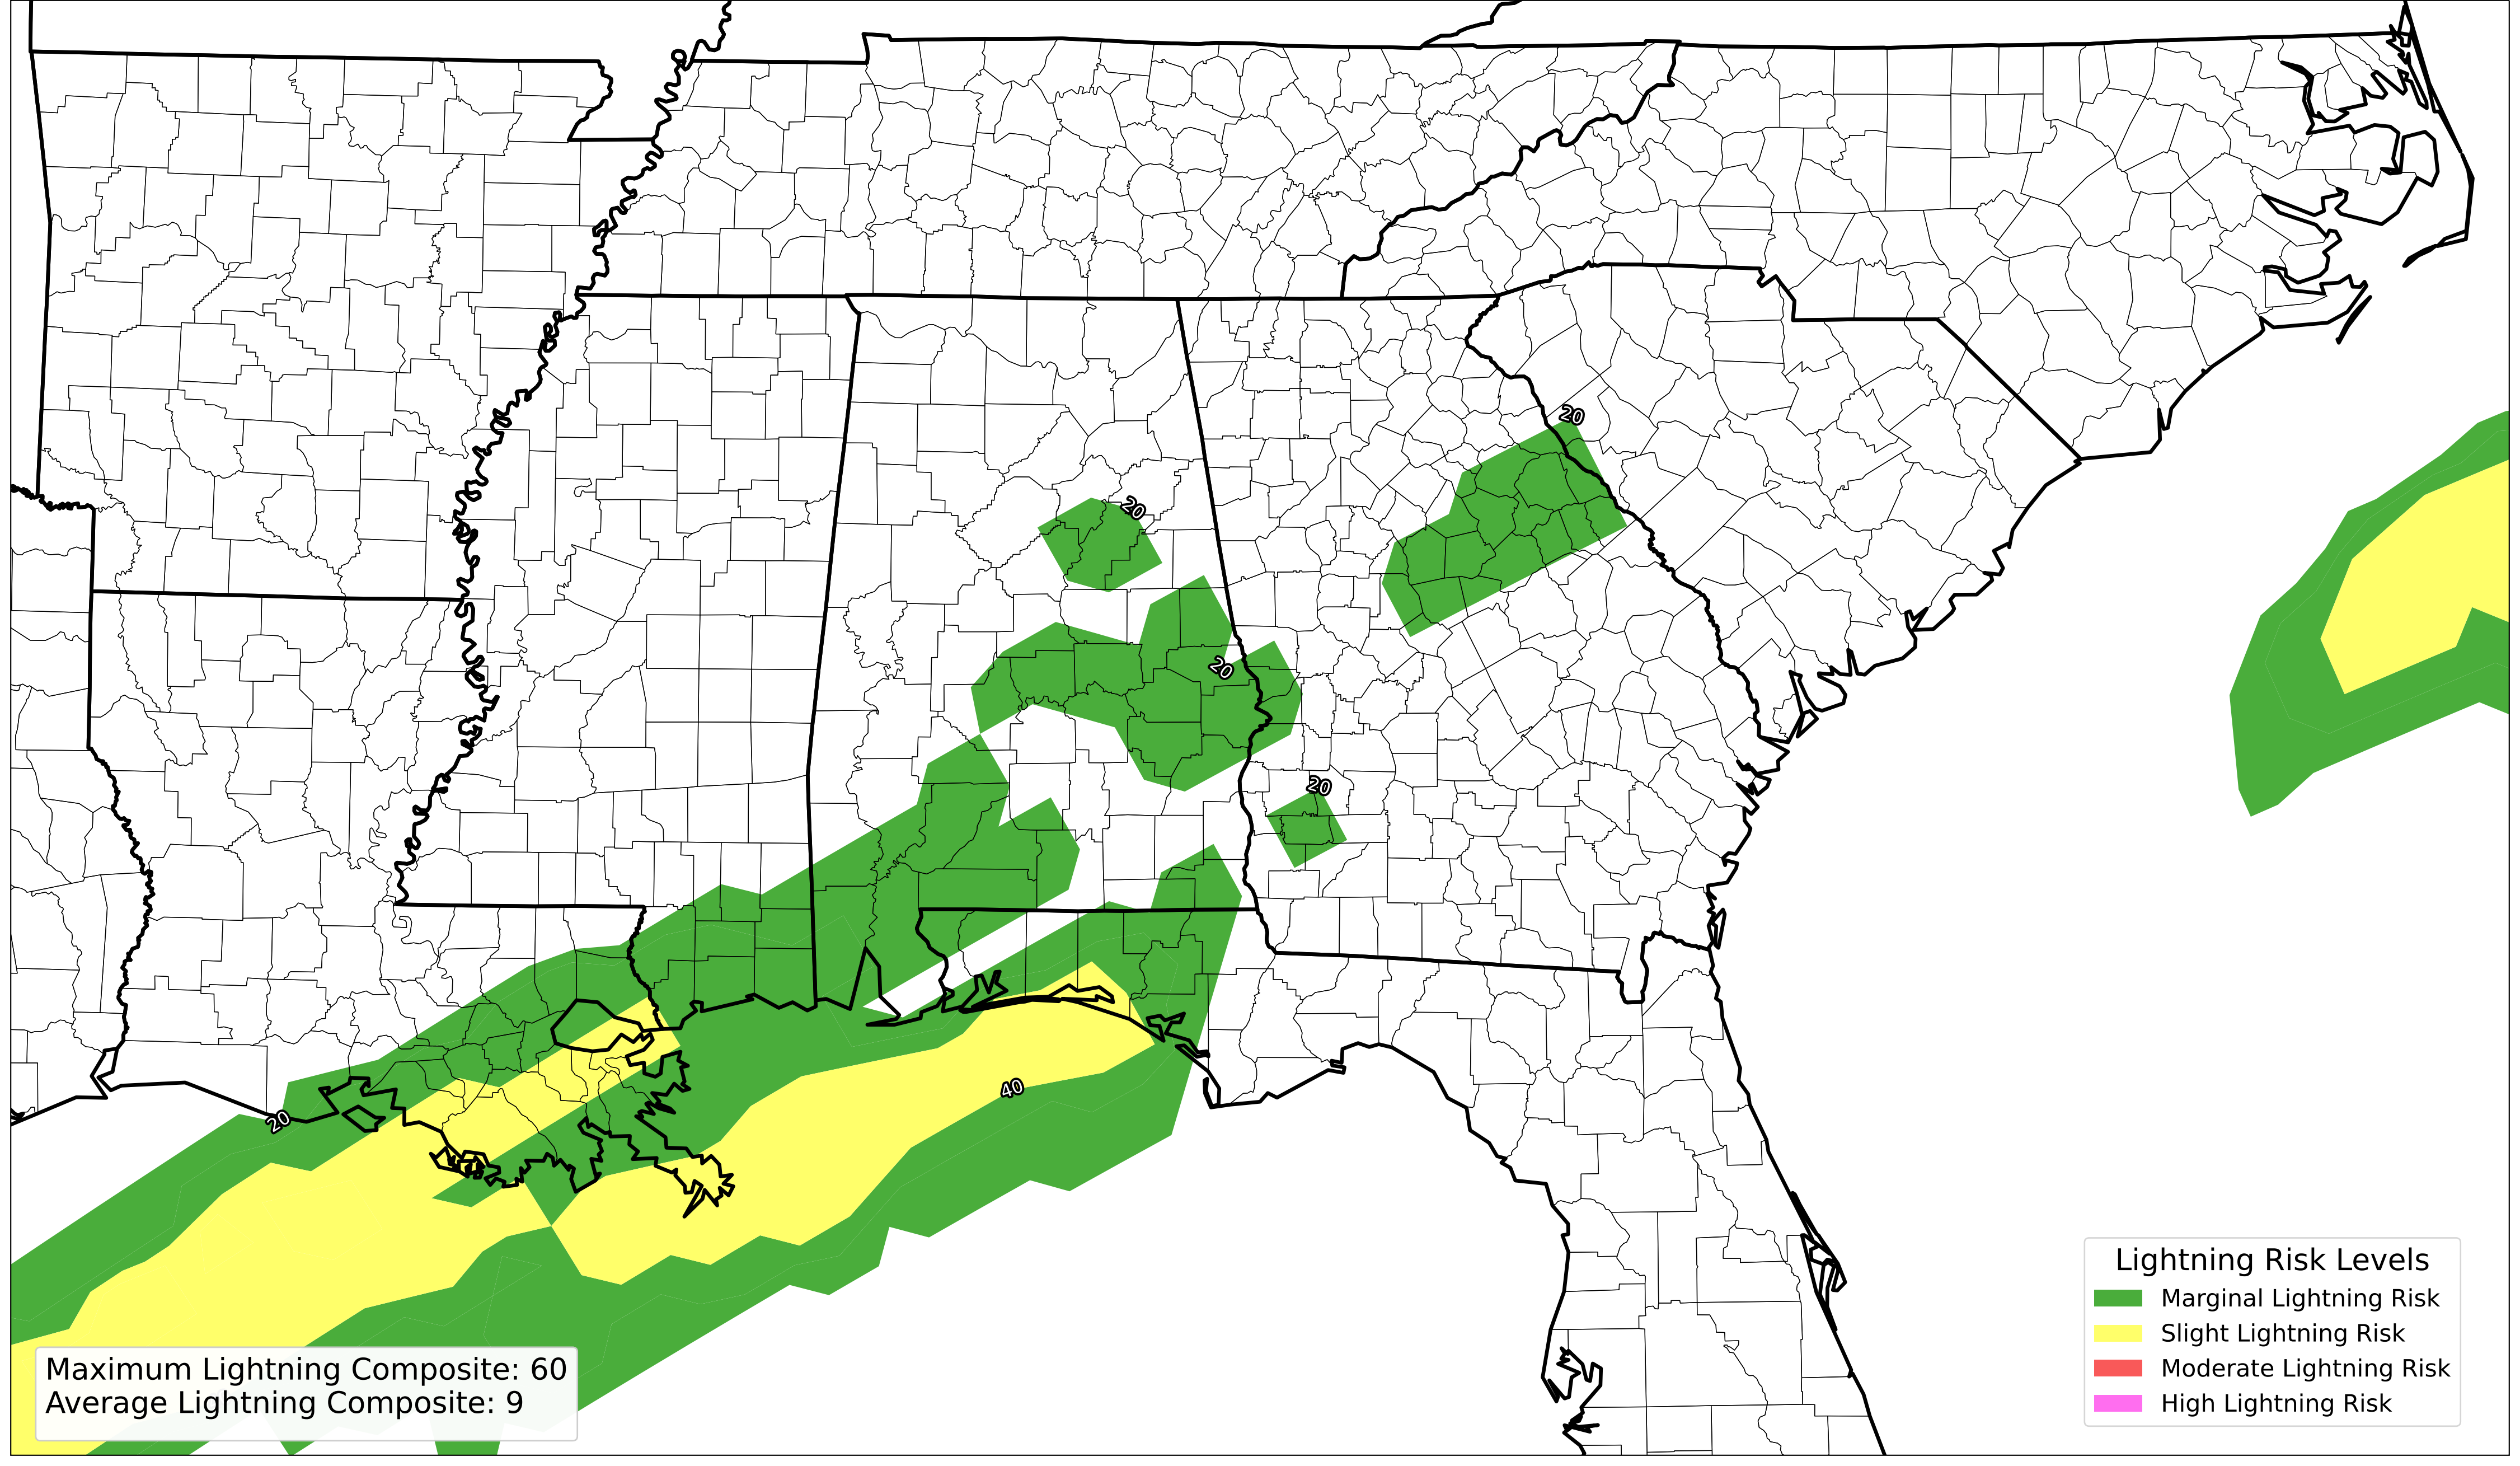 20
20
20
20
20
40
Maximum Lightning Composite: 60
Average Lightning Composite: 9
Lightning Risk Levels
Marginal Lightning Risk
Slight Lightning Risk
Moderate Lightning Risk
High Lightning Risk